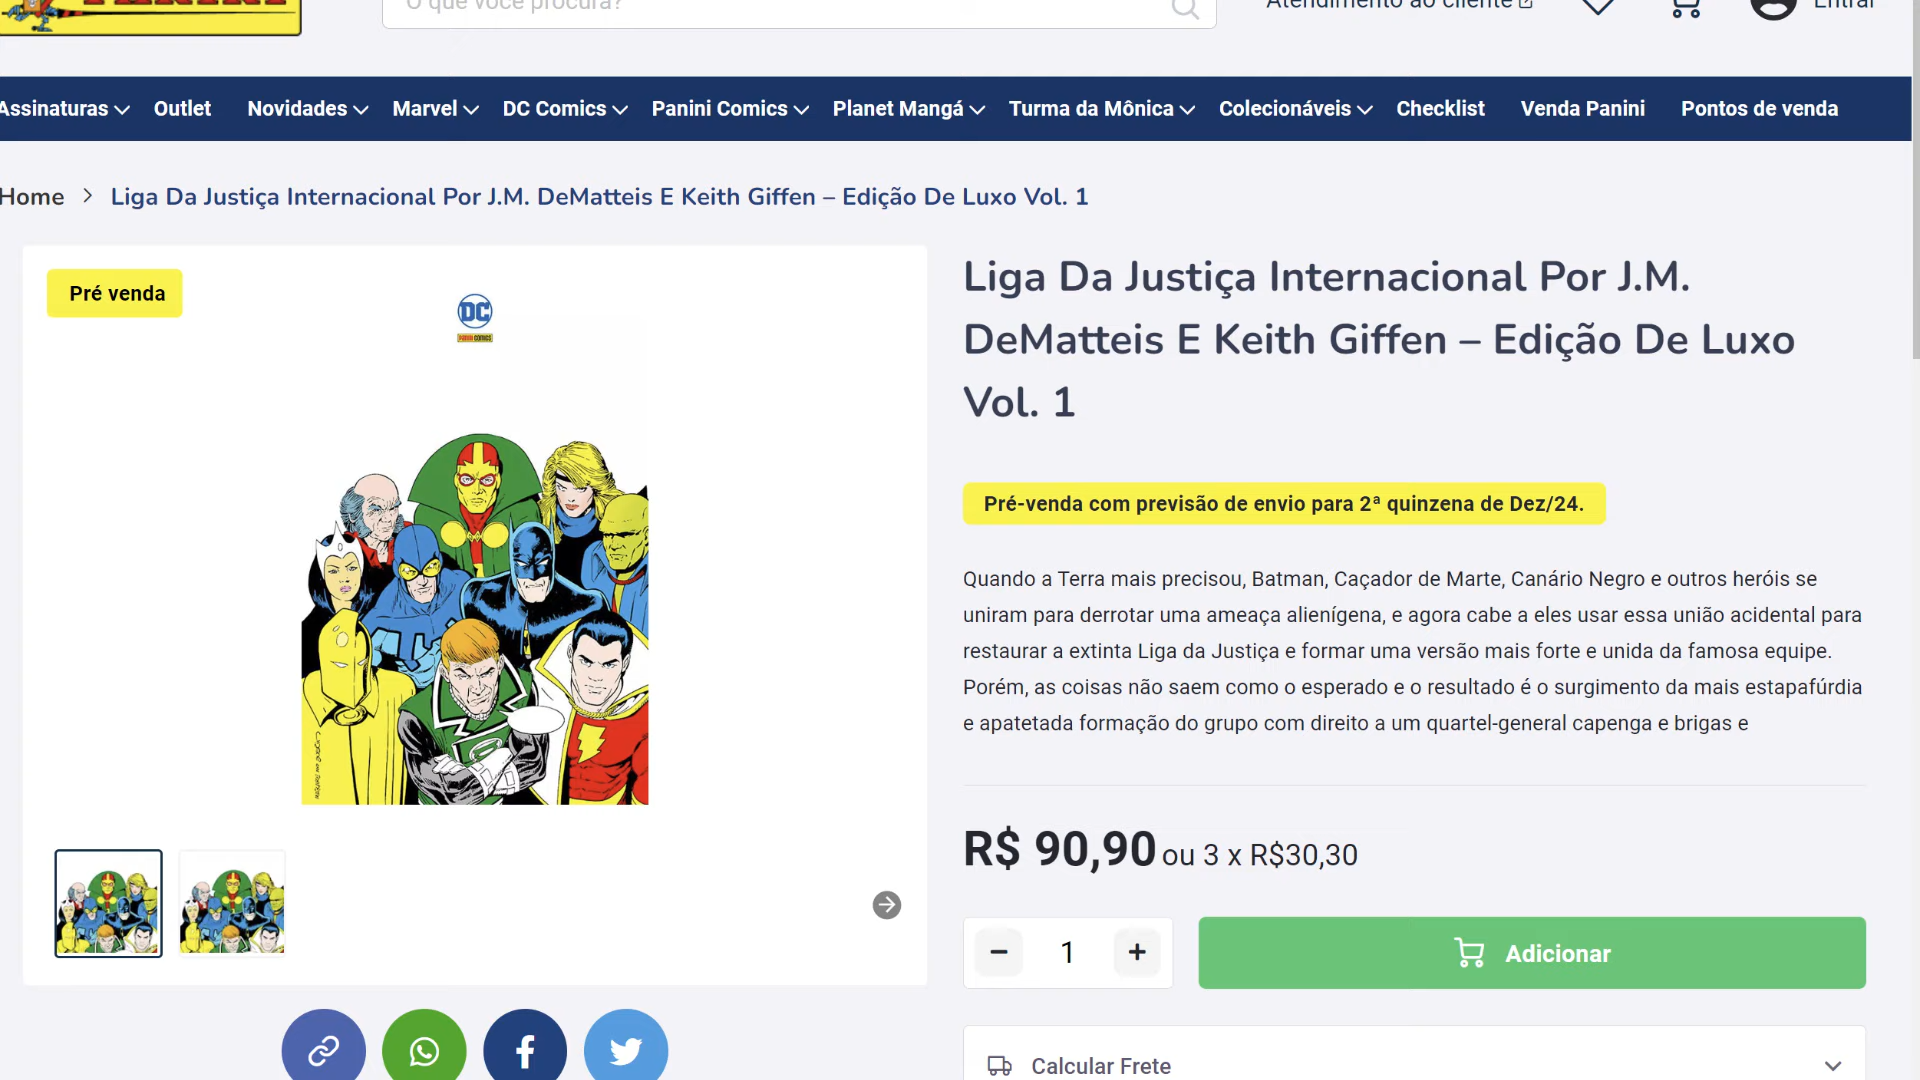 PANINI
O que você procura?
Atendimento ao cliente
Entrar
Assinaturas
Outlet
Novidades
Marvel
DC Comics
Panini Comics
Planet Mangá
Turma da Mônica
Colecionáveis
Checklist
Venda Panini
Pontos de venda
Home
Liga Da Justiça Internacional Por J.M. DeMatteis E Keith Giffen – Edição De Luxo Vol. 1
Pré venda
DC
PANINI COMICS
Liga Da Justiça Internacional Por J.M.
DeMatteis E Keith Giffen – Edição De Luxo
Vol. 1
Pré-venda com previsão de envio para 2ª quinzena de Dez/24.
Quando a Terra mais precisou, Batman, Caçador de Marte, Canário Negro e outros heróis se
uniram para derrotar uma ameaça alienígena, e agora cabe a eles usar essa união acidental para
restaurar a extinta Liga da Justiça e formar uma versão mais forte e unida da famosa equipe.
Porém, as coisas não saem como o esperado e o resultado é o surgimento da mais estapafúrdia
e apatetada formação do grupo com direito a um quartel-general capenga e brigas e
R$ 90,90 ou 3 x R$30,30
1
Adicionar
Calcular Frete